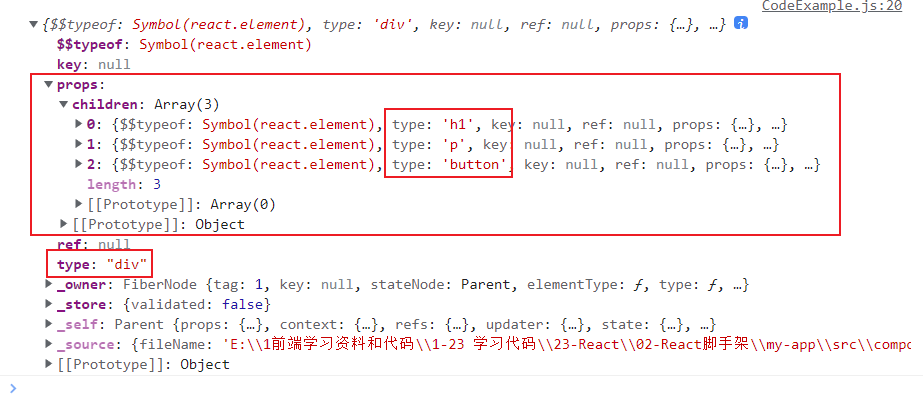 CodeExample.js:20
{$$typeof: Symbol(react.element), type: 'div', key: null, ref: null, props: {…}, …}
$$typeof: Symbol(react.element)
key: null
props:
children: Array(3)
0: {$$typeof: Symbol(react.element), type: 'h1', key: null, ref: null, props: {…}, …}
1: {$$typeof: Symbol(react.element), type: 'p', key: null, ref: null, props: {…}, …}
2: {$$typeof: Symbol(react.element), type: 'button', key: null, ref: null, props: {…}, …}
length: 3
[[Prototype]]: Array(0)
[[Prototype]]: Object
ref: null
type: "div"
_owner: FiberNode {tag: 1, key: null, stateNode: Parent, elementType: ƒ, type: ƒ, …}
_store: {validated: false}
_self: Parent {props: {…}, context: {…}, refs: {…}, updater: {…}, state: {…}, …}
_source: {fileName: 'E:\\1前端学习资料和代码\\1-23 学习代码\\23-React\\02-React脚手架\\my-app\\src\\compo
[[Prototype]]: Object